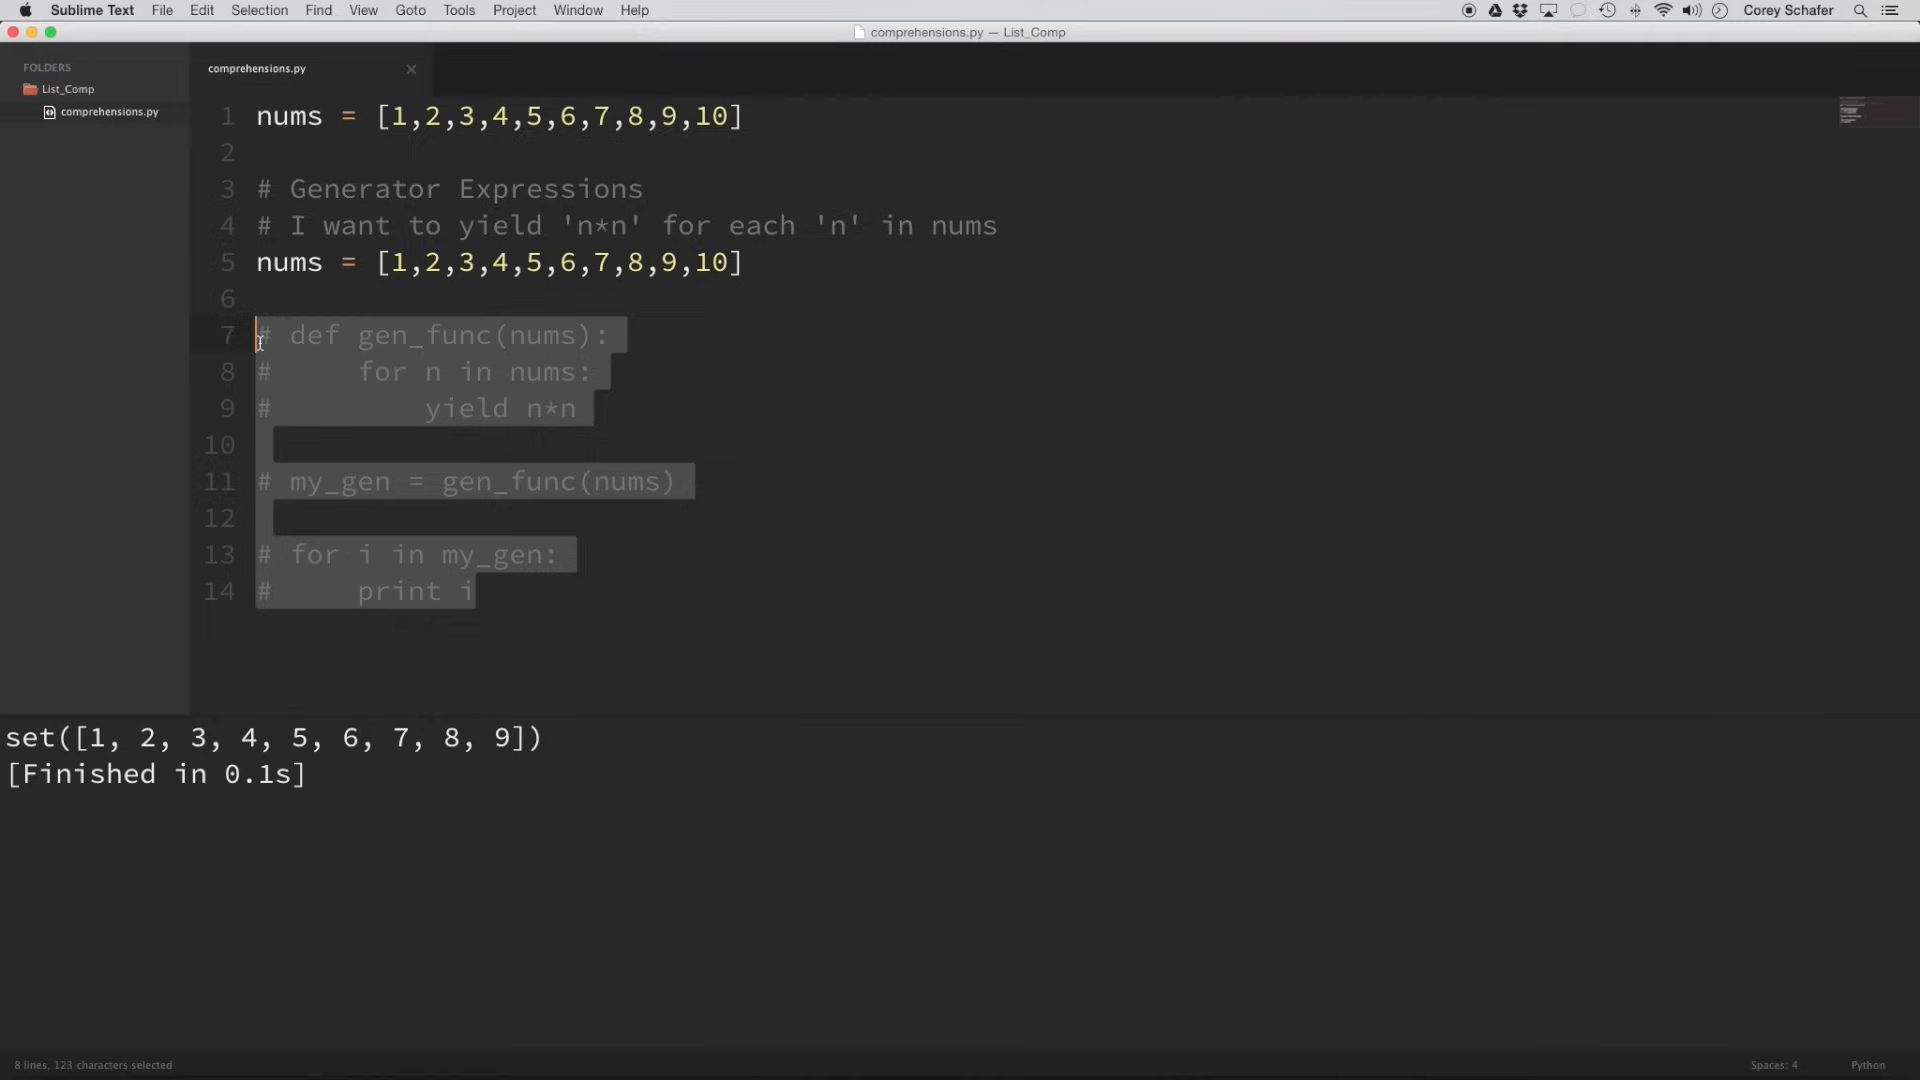 Sublime Text File Edit Selection Find View Goto Tools Project Window Help Corey Schafer
comprehensions.py — List_Comp
FOLDERS
List_Comp
comprehensions.py
comprehensions.py
1 nums = [1,2,3,4,5,6,7,8,9,10]
2
3 # Generator Expressions
4 # I want to yield 'n*n' for each 'n' in nums
5 nums = [1,2,3,4,5,6,7,8,9,10]
6
7 # def gen_func(nums):
8 #     for n in nums:
9 #         yield n*n
10
11 # my_gen = gen_func(nums)
12
13 # for i in my_gen:
14 #     print i
set([1, 2, 3, 4, 5, 6, 7, 8, 9])
[Finished in 0.1s]
8 lines, 123 characters selected Spaces: 4 Python